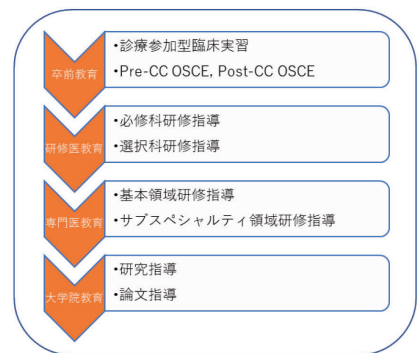 卒前教育
•診療参加型臨床実習
•Pre-CC OSCE, Post-CC OSCE
研修医教育
•必修科研修指導
•選択科研修指導
専門医教育
•基本領域研修指導
•サブスペシャルティ領域研修指導
大学院教育
•研究指導
•論文指導